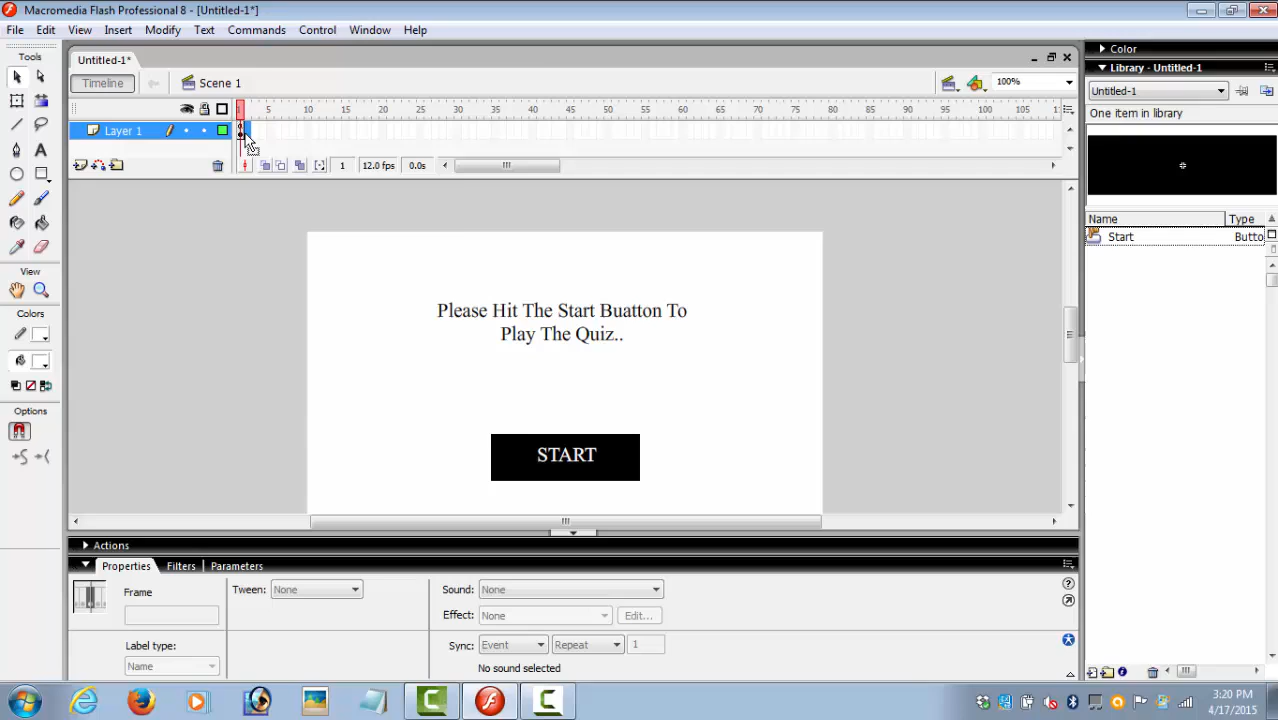 Macromedia Flash Professional 8 - [Untitled-1*]
File Edit View Insert Modify Text Commands Control Window Help
Tools
Untitled-1*
Timeline Scene 1 100%
1 5 10 15 20 25 30 35 40 45 50 55 60 65 70 75 80 85 90 95 100 105 11
Layer 1
1 12.0 fps 0.0s
View
Colors
Options
Please Hit The Start Buatton To
Play The Quiz..
START
Color
Library - Untitled-1
Untitled-1
One item in library
Name Type
Start Butto
Actions
Properties Filters Parameters
Frame Tween: None Sound: None
Effect: None Edit...
Label type: Sync: Event Repeat 1
Name No sound selected
3:20 PM
4/17/2015